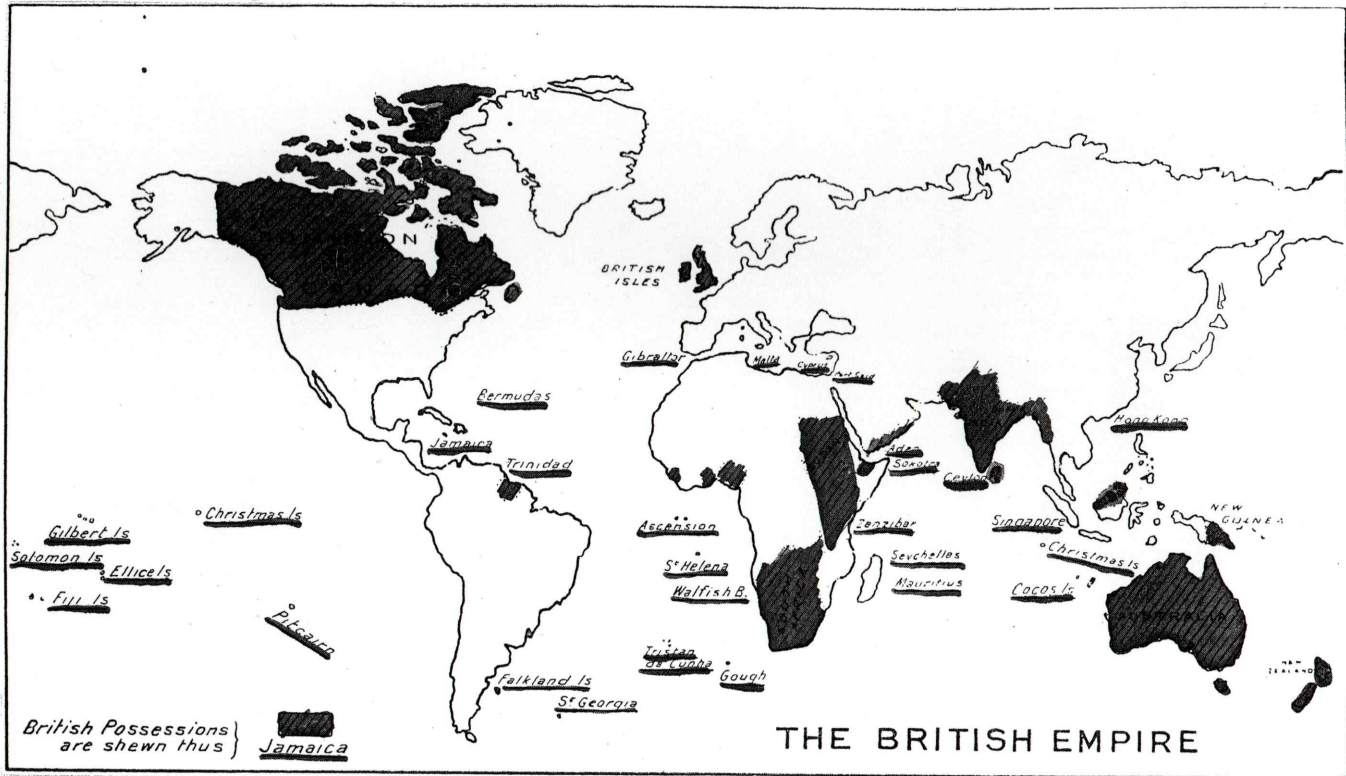 BRITISH
ISLES
Gibraltar
Malta
Cyprus
Port Said
Bermudas
Jamaica
Trinidad
Aden
Sokotra
Ceylon
Hong Kong
Gilbert Is
Christmas Is
Solomon Is
Ellice Is
Fiji Is
Pitcairn
Ascension
Zanzibar
Singapore
NEW
GUINEA
St Helena
Seychelles
Christmas Is
Walfish B.
Mauritius
Cocos Is
AUSTRALIA
Tristan
da Cunha
Gough
Falkland Is
St Georgia
NEW
ZEALAND
British Possessions
are shewn thus
Jamaica
THE BRITISH EMPIRE